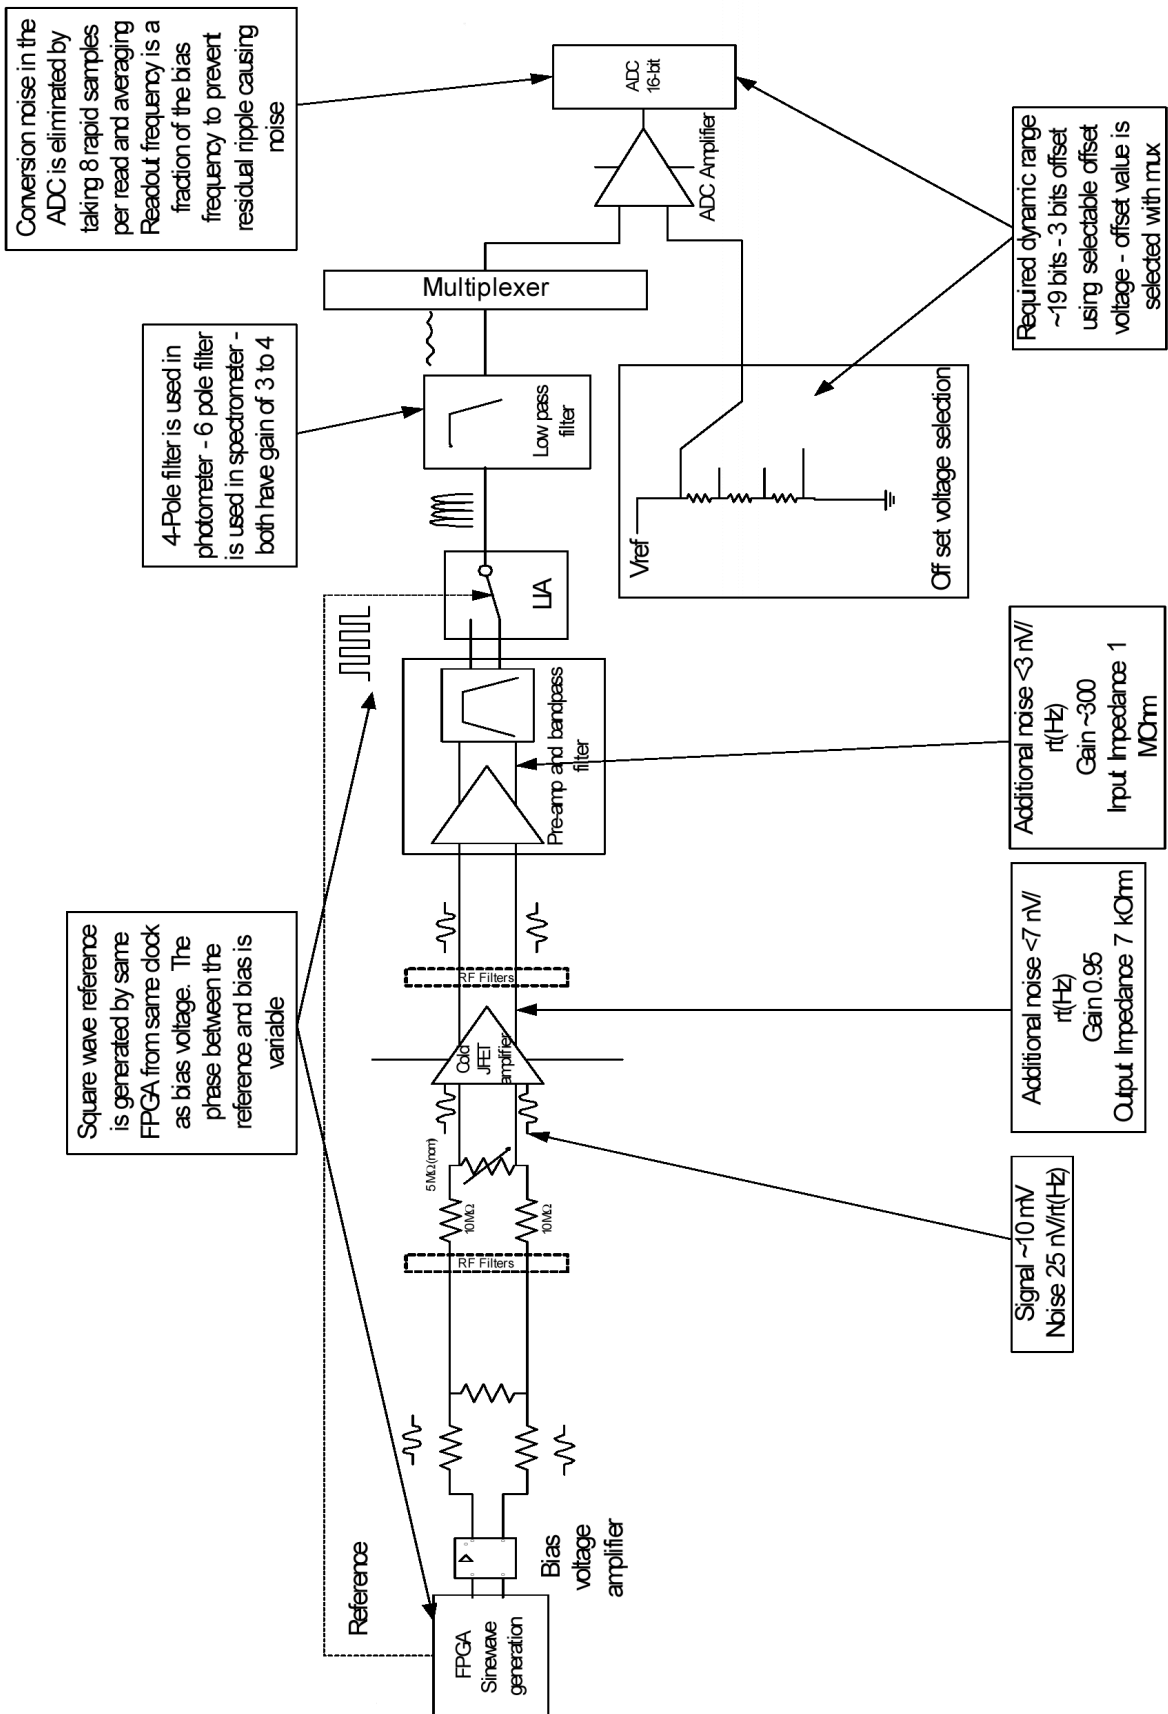 Conversion noise in the
ADC is eliminated by
taking 8 rapid samples
per read and averaging
Readout frequency is a
fraction of the bias
frequency to prevent
residual ripple causing
noise
4-Pole filter is used in
photometer - 6 pole filter
is used in spectrometer -
both have gain of 3 to 4
Square wave reference
is generated by same
FPGA from same clock
as bias voltage. The
phase between the
reference and bias is
variable
Reference
FPGA
Sinewave
generation
Bias
voltage
amplifier
RF Filters
10MΩ
10MΩ
5 MΩ(nom)
Cold
JFET
amplifier
RF Filters
Pre-amp and bandpass
filter
LIA
Low pass
filter
Multiplexer
ADC Amplifier
ADC
16-bit
Vref
Off set voltage selection
Signal ~10 mV
Noise 25 nV/rt(Hz)
Additional noise <7 nV/
rt(Hz)
Gain 0.95
Output Impedance 7 kOhm
Additional noise <3 nV/
rt(Hz)
Gain ~300
Input Impedance 1
MOhm
Required dynamic range
~19 bits - 3 bits offset
using selectable offset
voltage - offset value is
selected with mux